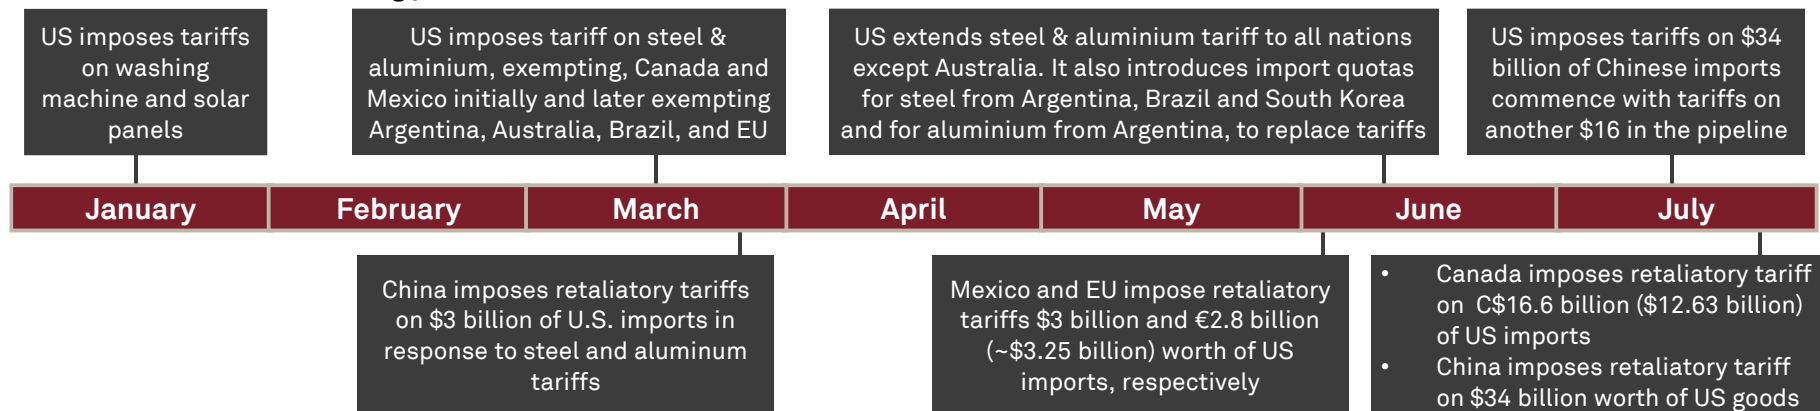 US imposes tariffs
on washing
machine and solar
panels
US imposes tariff on steel &
aluminium, exempting, Canada and
Mexico initially and later exempting
Argentina, Australia, Brazil, and EU
US extends steel & aluminium tariff to all nations
except Australia. It also introduces import quotas
for steel from Argentina, Brazil and South Korea
and for aluminium from Argentina, to replace tariffs
US imposes tariffs on $34
billion of Chinese imports
commence with tariffs on
another $16 in the pipeline
January February March April May June July
China imposes retaliatory tariffs
on $3 billion of U.S. imports in
response to steel and aluminum
tariffs
Mexico and EU impose retaliatory
tariffs $3 billion and €2.8 billion
(~$3.25 billion) worth of US
imports, respectively
• Canada imposes retaliatory tariff
on C$16.6 billion ($12.63 billion)
of US imports
• China imposes retaliatory tariff
on $34 billion worth of US goods